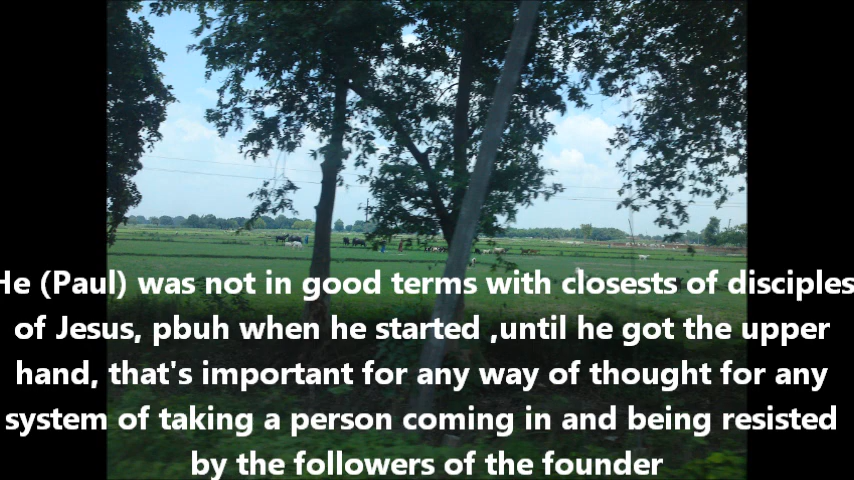 He (Paul) was not in good terms with closests of disciples
of Jesus, pbuh when he started ,until he got the upper
hand, that's important for any way of thought for any
system of taking a person coming in and being resisted
by the followers of the founder